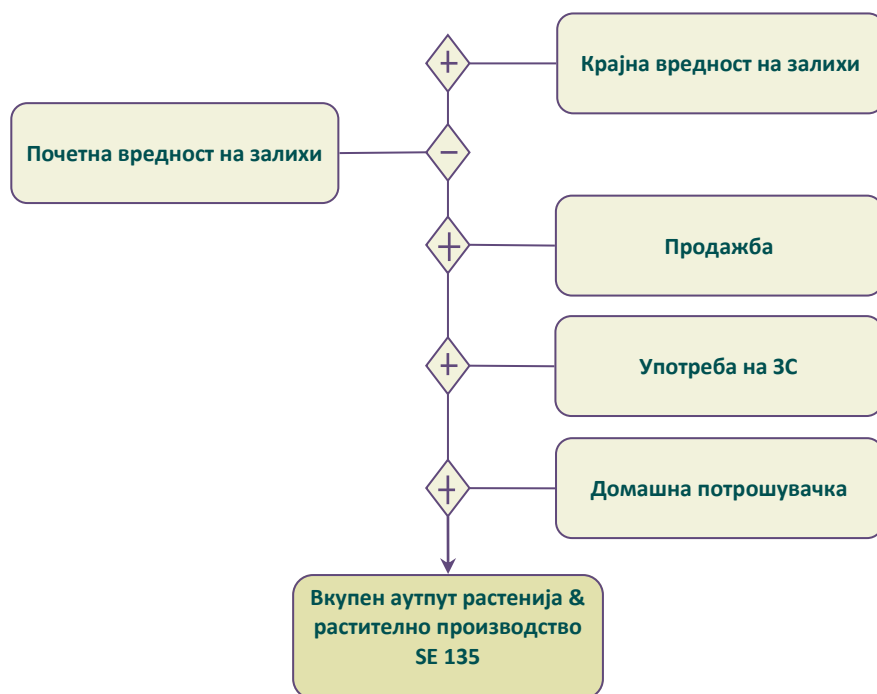 +
Крајна вредност на залихи
Почетна вредност на залихи
−
+
Продажба
+
Употреба на ЗС
+
Домашна потрошувачка
Вкупен аутпут растенија &
растително производство
SE 135